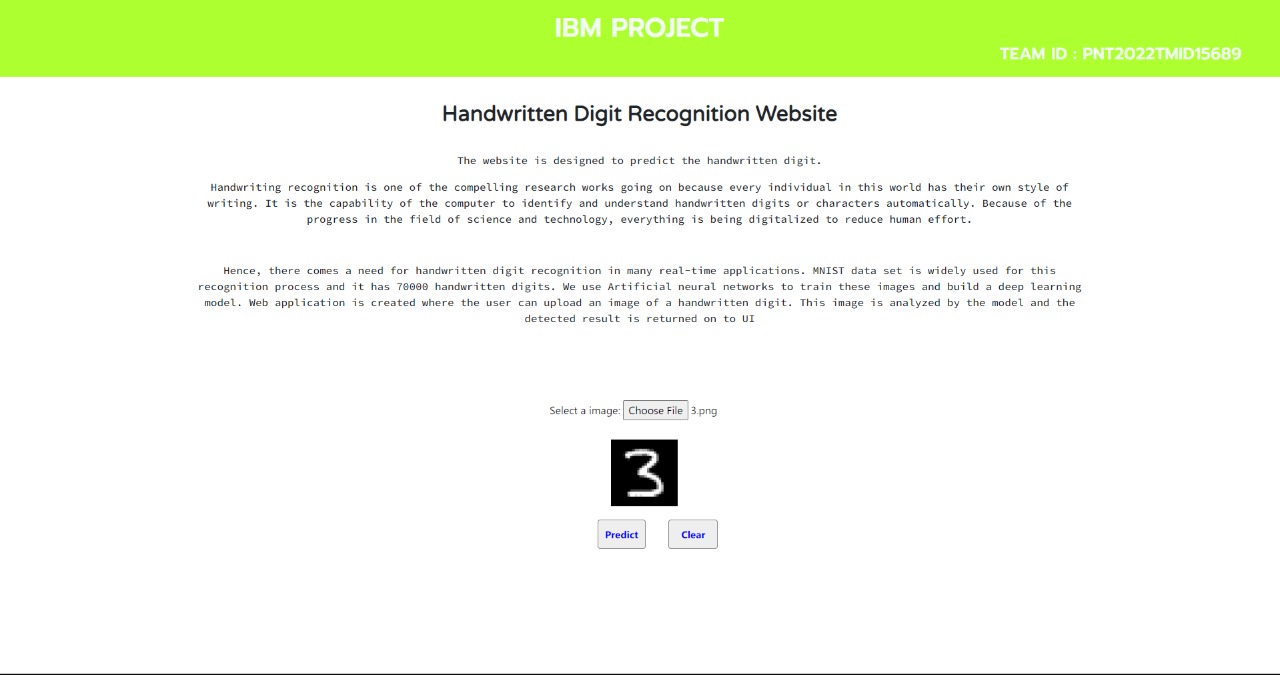 IBM PROJECT
TEAM ID : PNT2022TMID15689
Handwritten Digit Recognition Website
The website is designed to predict the handwritten digit.
Handwriting recognition is one of the compelling research works going on because every individual in this world has their own style of
writing. It is the capability of the computer to identify and understand handwritten digits or characters automatically. Because of the
progress in the field of science and technology, everything is being digitalized to reduce human effort.
Hence, there comes a need for handwritten digit recognition in many real-time applications. MNIST data set is widely used for this
recognition process and it has 70000 handwritten digits. We use Artificial neural networks to train these images and build a deep learning
model. Web application is created where the user can upload an image of a handwritten digit. This image is analyzed by the model and the
detected result is returned on to UI
Select a image: Choose File 3.png
3
Predict Clear